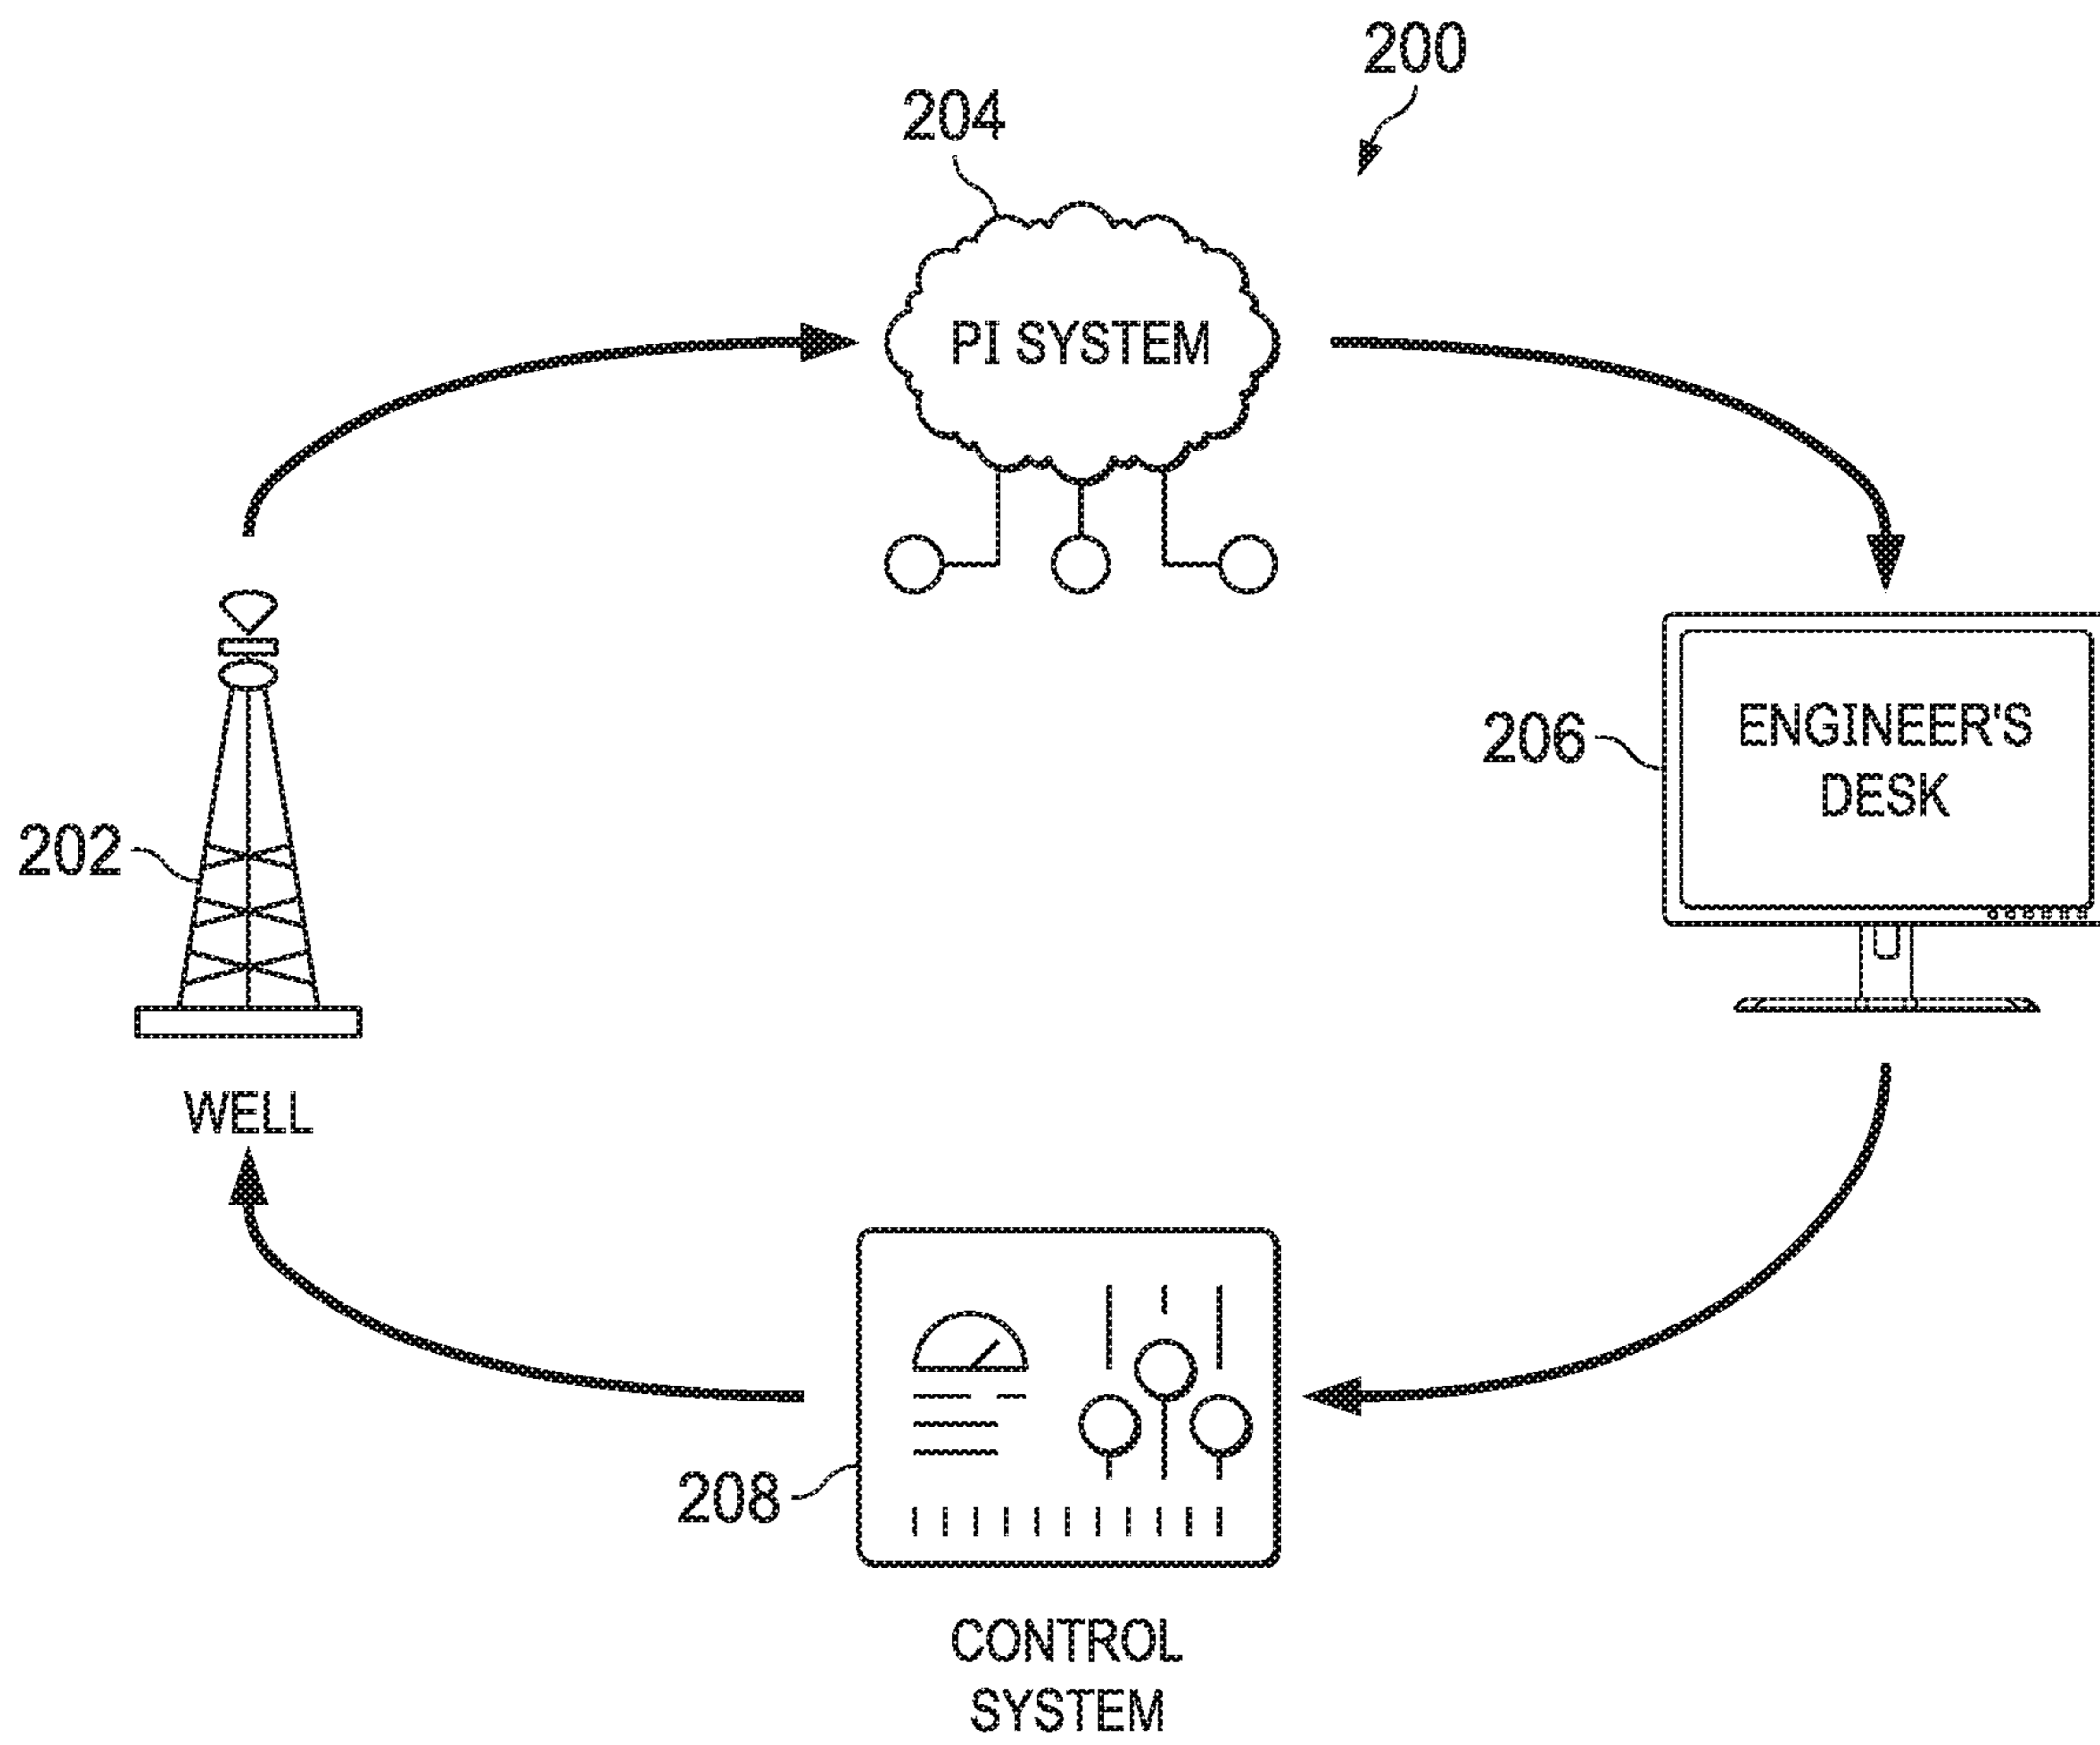 200
204
PI SYSTEM
206
ENGINEER'S
DESK
202
WELL
208
CONTROL
SYSTEM